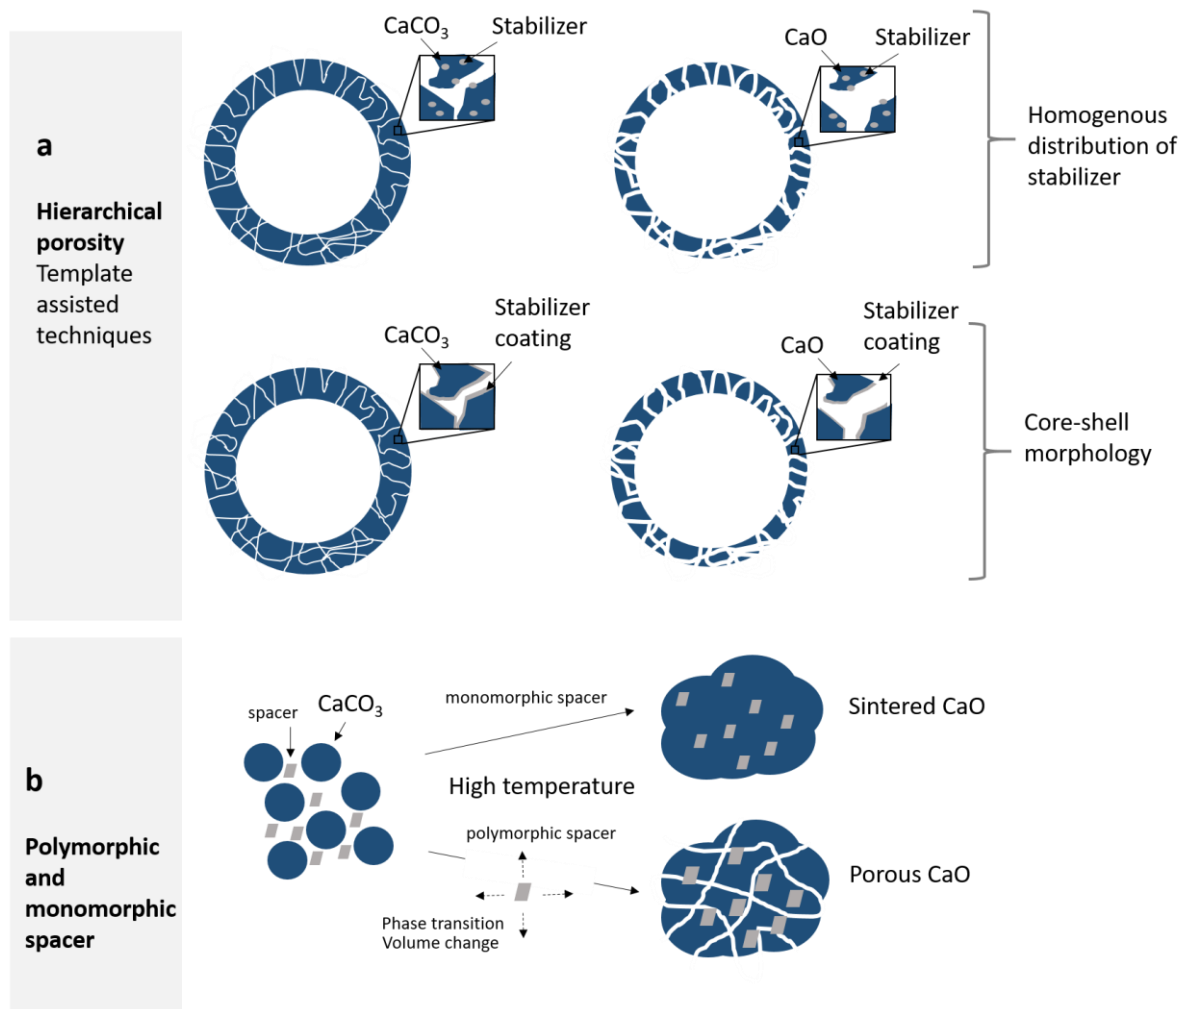 a
Hierarchical
porosity
Template
assisted
techniques
CaCO₃
Stabilizer
CaO
Stabilizer
Homogenous
distribution of
stabilizer
CaCO₃
Stabilizer
coating
CaO
Stabilizer
coating
Core-shell
morphology
b
Polymorphic
and
monomorphic
spacer
spacer
CaCO₃
monomorphic spacer
High temperature
polymorphic spacer
Phase transition
Volume change
Sintered CaO
Porous CaO